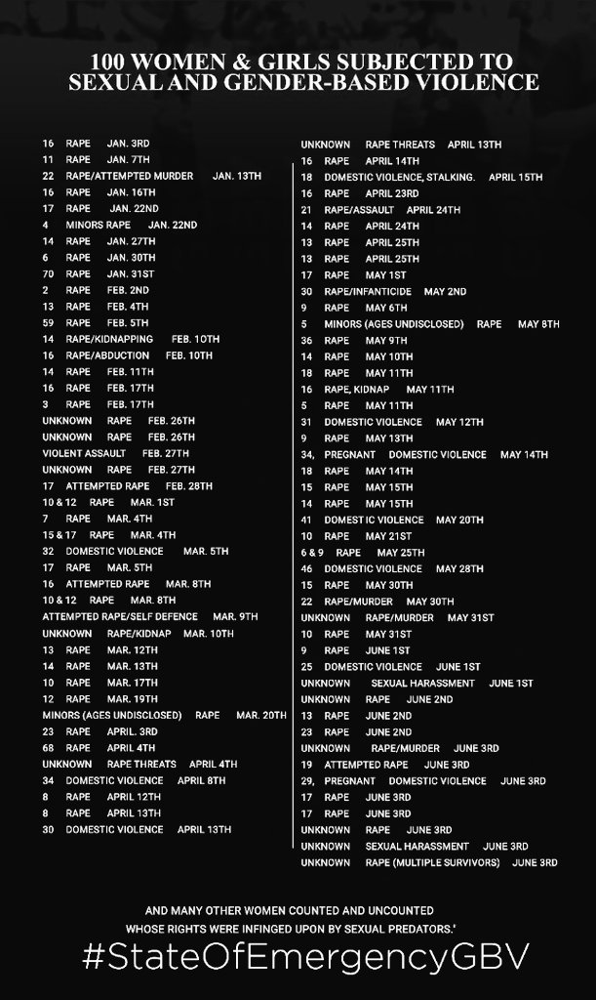 100 WOMEN & GIRLS SUBJECTED TO
SEXUAL AND GENDER-BASED VIOLENCE
16 RAPE JAN. 3RD
11 RAPE JAN. 7TH
22 RAPE/ATTEMPTED MURDER JAN. 13TH
16 RAPE JAN. 16TH
17 RAPE JAN. 22ND
4 MINORS RAPE JAN. 22ND
14 RAPE JAN. 27TH
6 RAPE JAN. 30TH
70 RAPE JAN. 31ST
2 RAPE FEB. 2ND
13 RAPE FEB. 4TH
59 RAPE FEB. 5TH
14 RAPE/KIDNAPPING FEB. 10TH
16 RAPE/ABDUCTION FEB. 10TH
14 RAPE FEB. 11TH
16 RAPE FEB. 17TH
3 RAPE FEB. 17TH
UNKNOWN RAPE FEB. 26TH
UNKNOWN RAPE FEB. 26TH
VIOLENT ASSAULT FEB. 27TH
UNKNOWN RAPE FEB. 27TH
17 ATTEMPTED RAPE FEB. 28TH
10 & 12 RAPE MAR. 1ST
7 RAPE MAR. 4TH
15 & 17 RAPE MAR. 4TH
32 DOMESTIC VIOLENCE MAR. 5TH
17 RAPE MAR. 5TH
16 ATTEMPTED RAPE MAR. 8TH
10 & 12 RAPE MAR. 8TH
ATTEMPTED RAPE/SELF DEFENCE MAR. 9TH
UNKNOWN RAPE/KIDNAP MAR. 10TH
13 RAPE MAR. 12TH
14 RAPE MAR. 13TH
10 RAPE MAR. 17TH
12 RAPE MAR. 19TH
MINORS (AGES UNDISCLOSED) RAPE MAR. 20TH
23 RAPE APRIL. 3RD
68 RAPE APRIL 4TH
UNKNOWN RAPE THREATS APRIL 4TH
34 DOMESTIC VIOLENCE APRIL 8TH
8 RAPE APRIL 12TH
8 RAPE APRIL 13TH
30 DOMESTIC VIOLENCE APRIL 13TH
UNKNOWN RAPE THREATS APRIL 13TH
16 RAPE APRIL 14TH
18 DOMESTIC VIOLENCE, STALKING. APRIL 15TH
16 RAPE APRIL 23RD
21 RAPE/ASSAULT APRIL 24TH
14 RAPE APRIL 24TH
13 RAPE APRIL 25TH
13 RAPE APRIL 25TH
17 RAPE MAY 1ST
30 RAPE/INFANTICIDE MAY 2ND
9 RAPE MAY 6TH
5 MINORS (AGES UNDISCLOSED) RAPE MAY 8TH
36 RAPE MAY 9TH
14 RAPE MAY 10TH
18 RAPE MAY 11TH
16 RAPE, KIDNAP MAY 11TH
5 RAPE MAY 11TH
31 DOMESTIC VIOLENCE MAY 12TH
9 RAPE MAY 13TH
34, PREGNANT DOMESTIC VIOLENCE MAY 14TH
18 RAPE MAY 14TH
15 RAPE MAY 15TH
14 RAPE MAY 15TH
41 DOMESTIC VIOLENCE MAY 20TH
10 RAPE MAY 21ST
6 & 9 RAPE MAY 25TH
46 DOMESTIC VIOLENCE MAY 28TH
15 RAPE MAY 30TH
22 RAPE/MURDER MAY 30TH
UNKNOWN RAPE/MURDER MAY 31ST
10 RAPE MAY 31ST
9 RAPE JUNE 1ST
25 DOMESTIC VIOLENCE JUNE 1ST
UNKNOWN SEXUAL HARASSMENT JUNE 1ST
UNKNOWN RAPE JUNE 2ND
13 RAPE JUNE 2ND
23 RAPE JUNE 2ND
UNKNOWN RAPE/MURDER JUNE 3RD
19 ATTEMPTED RAPE JUNE 3RD
29, PREGNANT DOMESTIC VIOLENCE JUNE 3RD
17 RAPE JUNE 3RD
17 RAPE JUNE 3RD
UNKNOWN RAPE JUNE 3RD
UNKNOWN SEXUAL HARASSMENT JUNE 3RD
UNKNOWN RAPE (MULTIPLE SURVIVORS) JUNE 3RD
AND MANY OTHER WOMEN COUNTED AND UNCOUNTED
WHOSE RIGHTS WERE INFINGED UPON BY SEXUAL PREDATORS.'
#StateOfEmergencyGBV